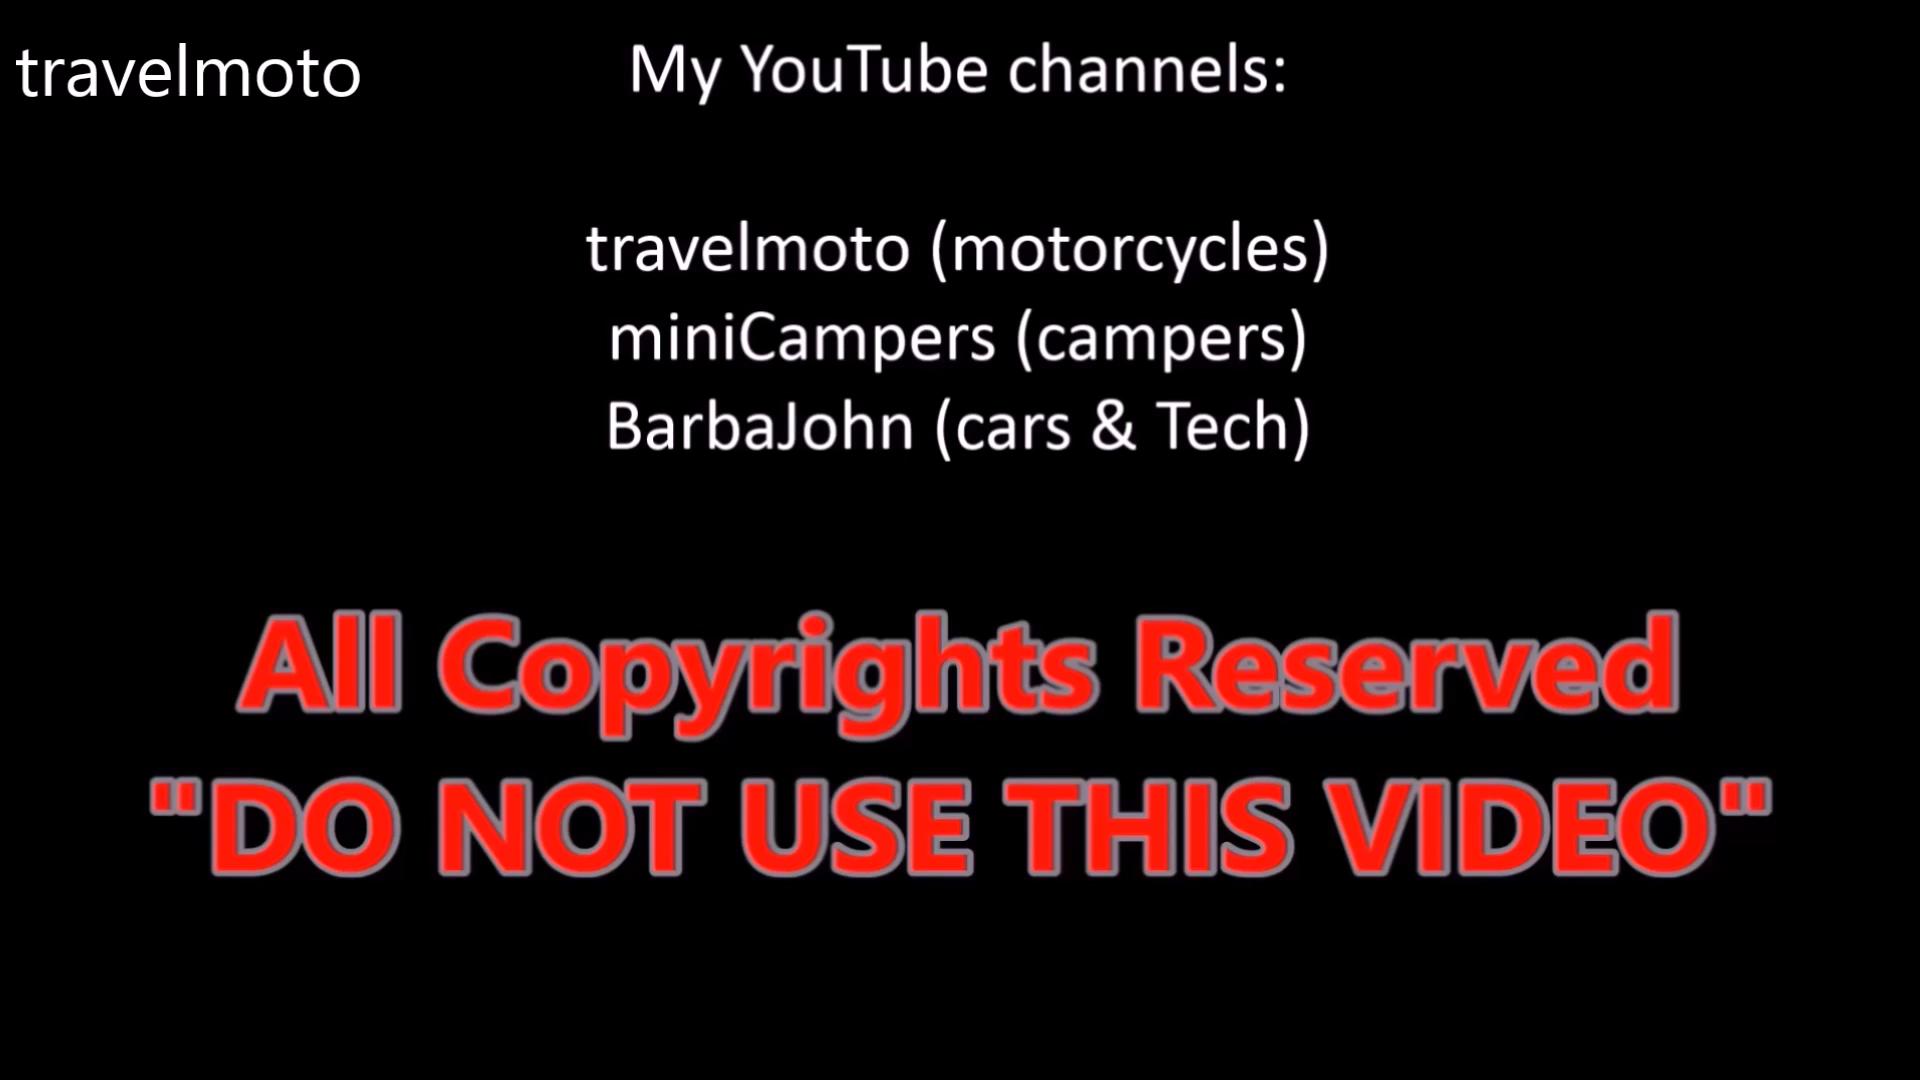 travelmoto
My YouTube channels:
travelmoto (motorcycles)
miniCampers (campers)
BarbaJohn (cars & Tech)
All Copyrights Reserved
"DO NOT USE THIS VIDEO"